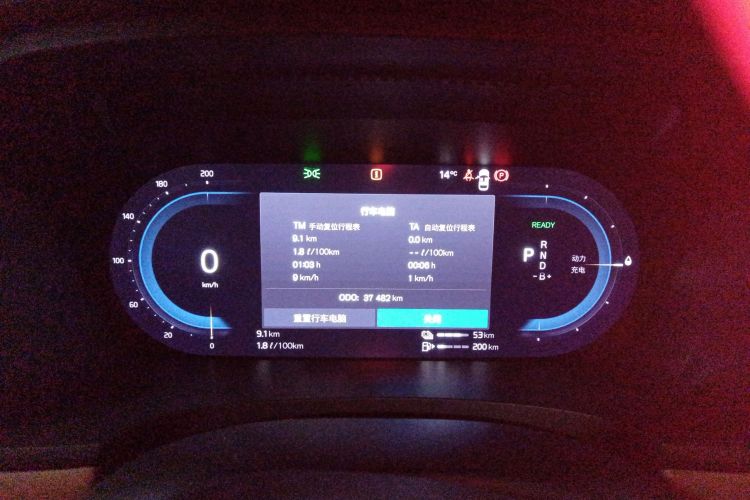 14°C
200
180
140
100
60
20
0
0
km/h
行车电脑
TM 手动复位行程表
9.1 km
1.8 ℓ/100km
01:03 h
9 km/h
TA 自动复位行程表
0.0 km
-- ℓ/100km
00:06 h
1 km/h
ODO: 37 482 km
重置行车电脑
关闭
READY
P
R
N
D
-B+
动力
充电
9.1 km
1.8 ℓ/100km
53 km
200 km